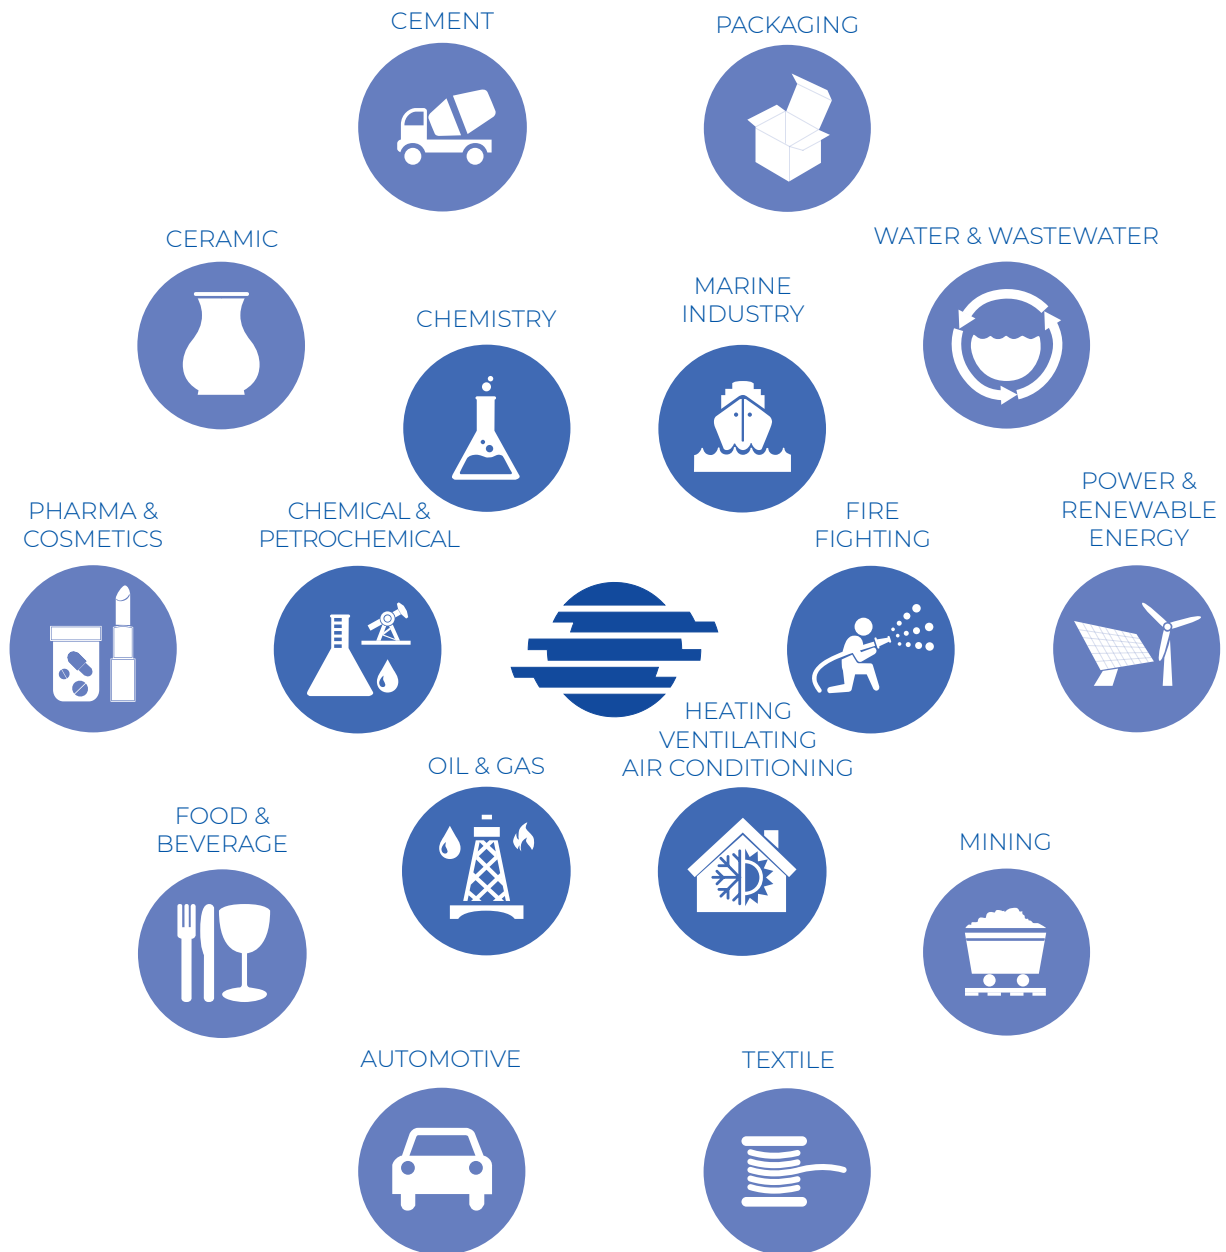 CEMENT
PACKAGING
CERAMIC
WATER & WASTEWATER
CHEMISTRY
MARINE
INDUSTRY
PHARMA &
COSMETICS
CHEMICAL &
PETROCHEMICAL
FIRE
FIGHTING
POWER &
RENEWABLE
ENERGY
OIL & GAS
HEATING
VENTILATING
AIR CONDITIONING
FOOD &
BEVERAGE
MINING
AUTOMOTIVE
TEXTILE